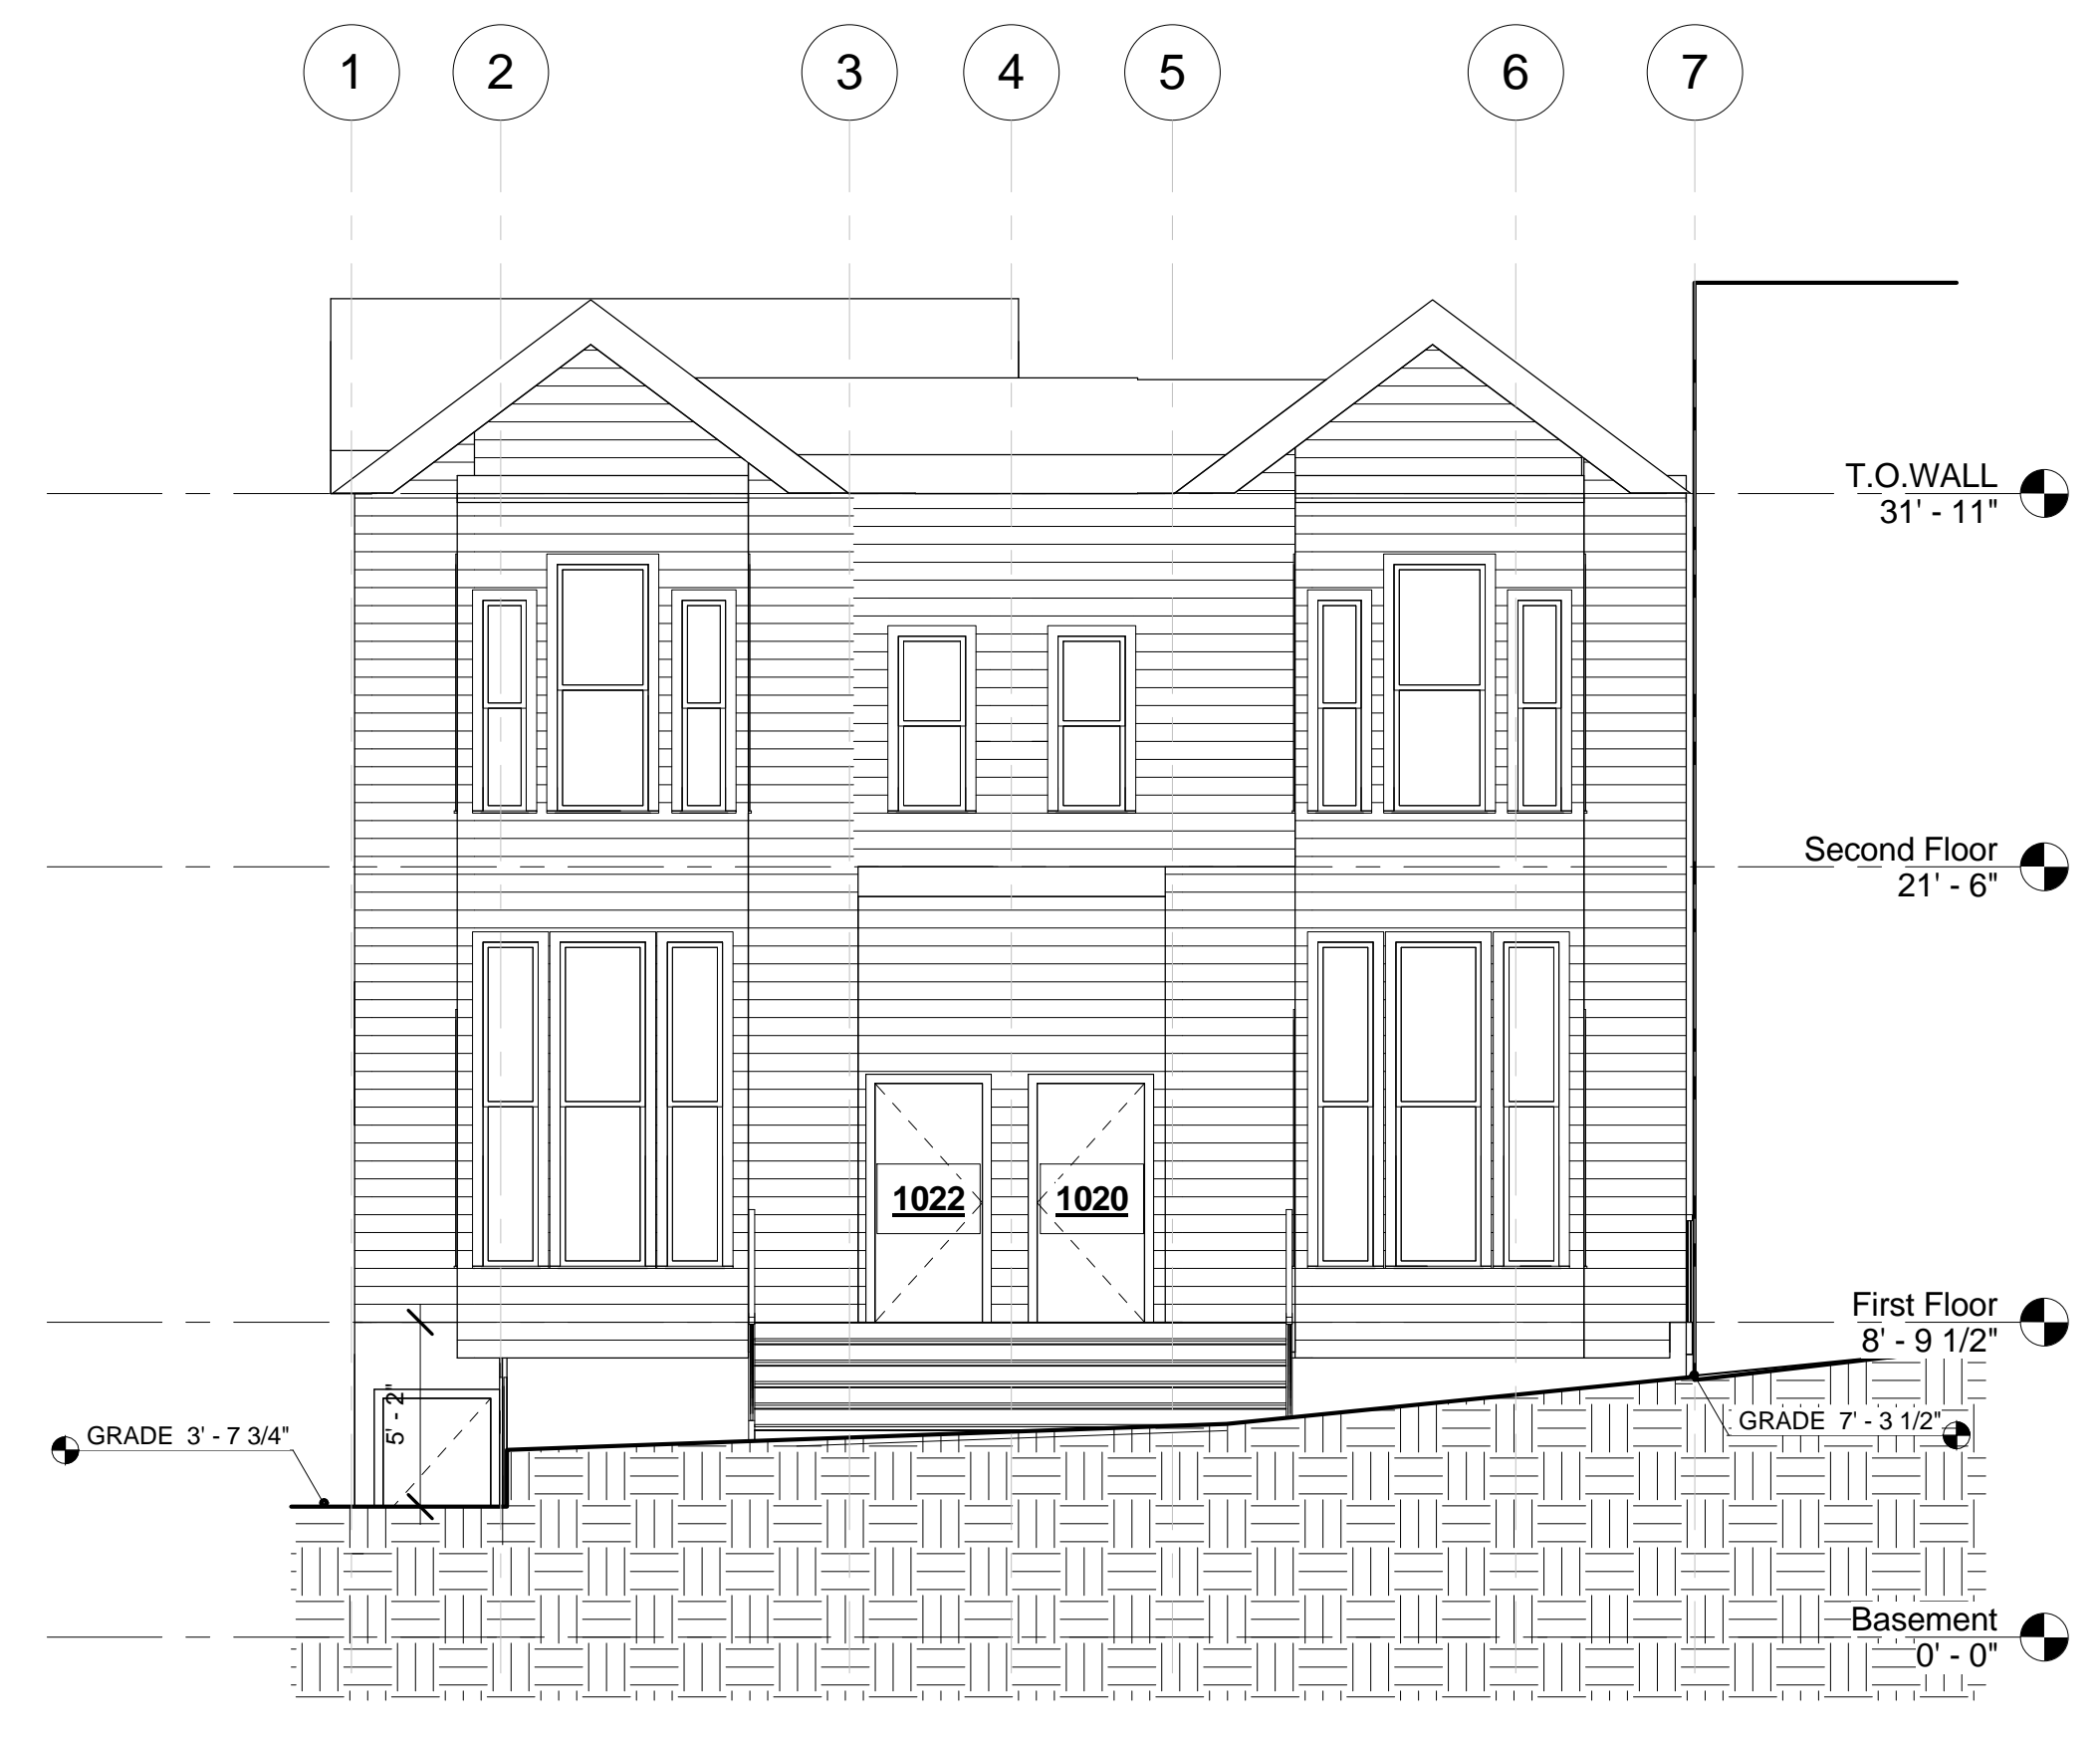 1 2 3 4 5 6 7
T.O.WALL
31' - 11"
Second Floor
21' - 6"
1022 1020
First Floor
8' - 9 1/2"
5' - 2"
GRADE 3' - 7 3/4"
GRADE 7' - 3 1/2"
Basement
0' - 0"